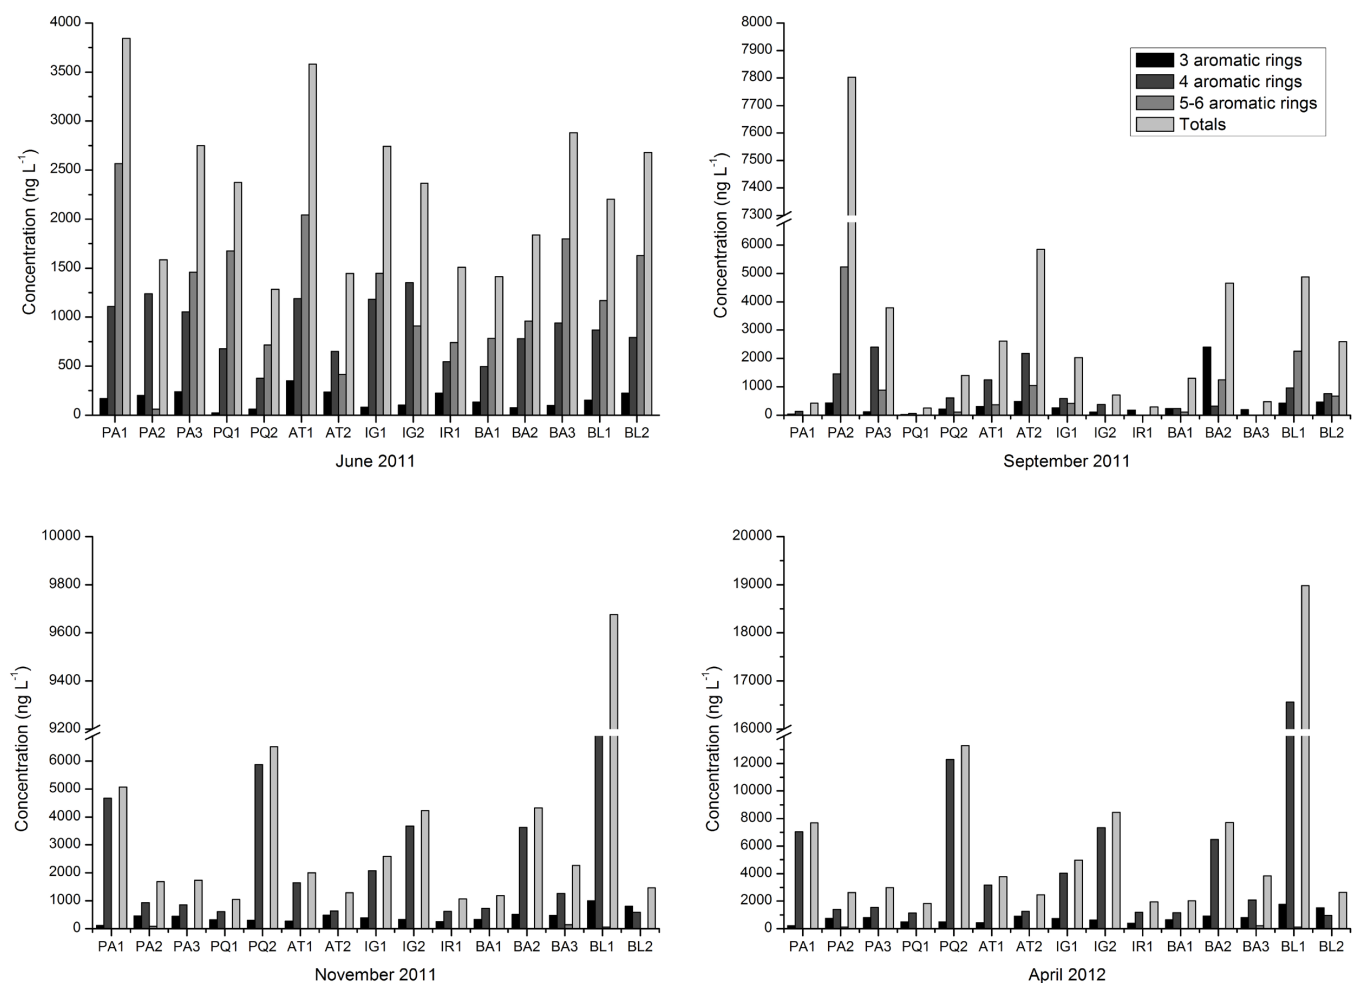 4000
3500
3000
2500
2000
1500
1000
500
0
Concentration (ng L-1)
PA1 PA2 PA3 PQ1 PQ2 AT1 AT2 IG1 IG2 IR1 BA1 BA2 BA3 BL1 BL2
June 2011
8000
7800
7700
7600
7500
7400
7300
6000
5000
4000
3000
2000
1000
0
Concentration (ng L-1)
3 aromatic rings
4 aromatic rings
5-6 aromatic rings
Totals
PA1 PA2 PA3 PQ1 PQ2 AT1 AT2 IG1 IG2 IR1 BA1 BA2 BA3 BL1 BL2
September 2011
10000
9800
9600
9400
9200
6000
5000
4000
3000
2000
1000
0
Concentration (ng L-1)
PA1 PA2 PA3 PQ1 PQ2 AT1 AT2 IG1 IG2 IR1 BA1 BA2 BA3 BL1 BL2
November 2011
20000
19000
18000
17000
16000
12000
10000
8000
6000
4000
2000
0
Concentration (ng L-1)
PA1 PA2 PA3 PQ1 PQ2 AT1 AT2 IG1 IG2 IR1 BA1 BA2 BA3 BL1 BL2
April 2012